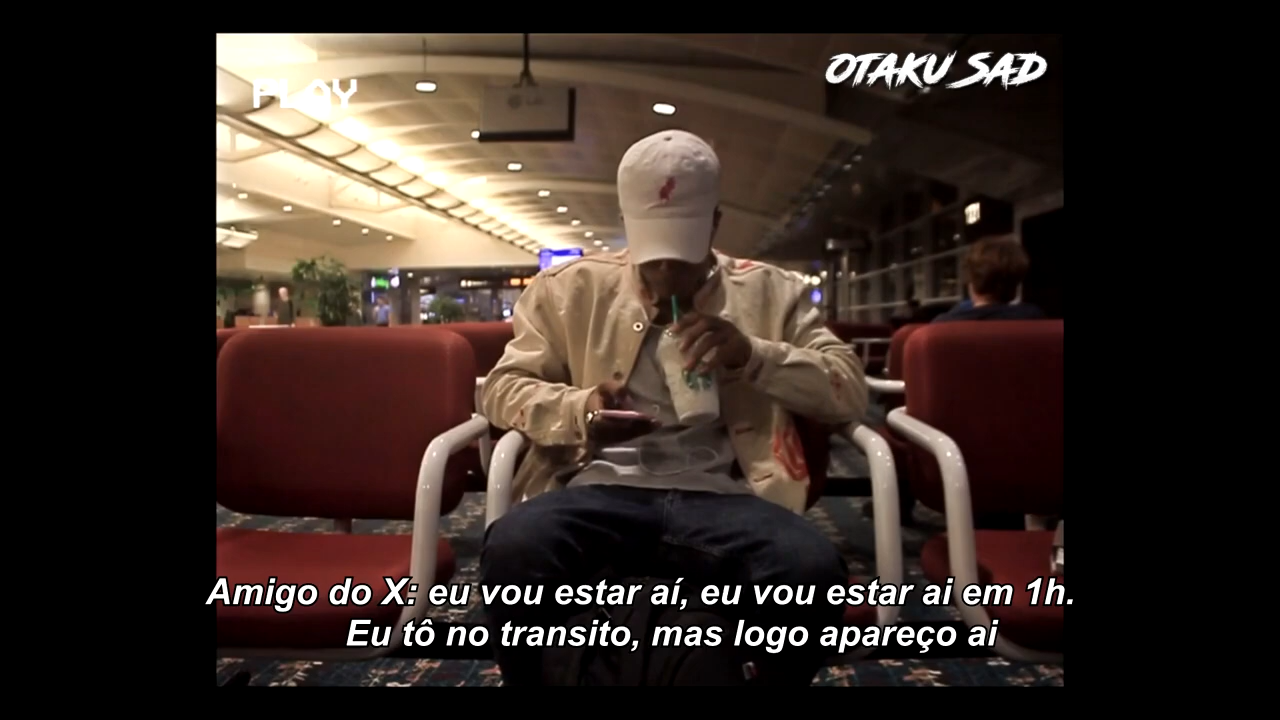 PLAY
OTAKU SAD
Amigo do X: eu vou estar aí, eu vou estar ai em 1h.
Eu tô no transito, mas logo apareço ai